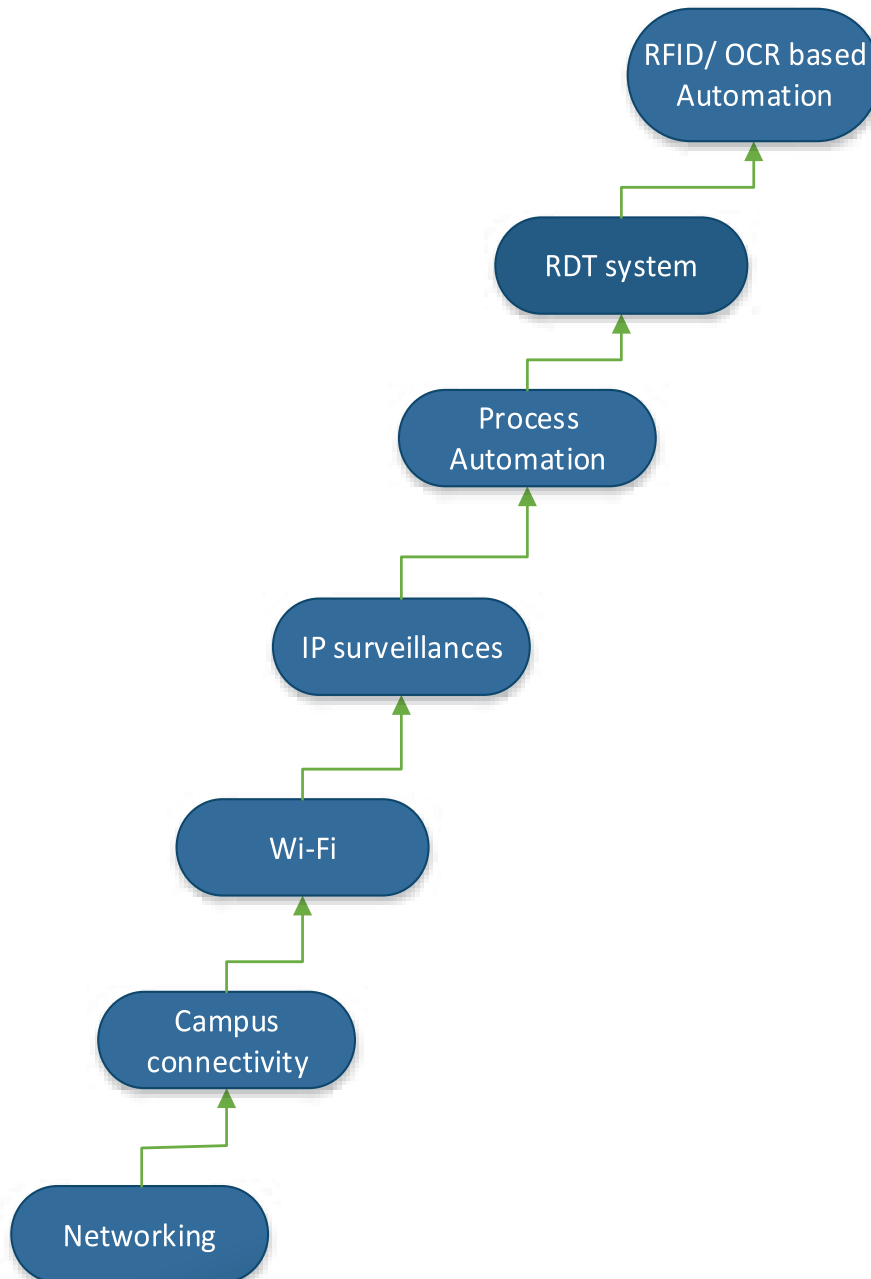 RFID/ OCR based
Automation
RDT system
Process
Automation
IP surveillances
Wi-Fi
Campus
connectivity
Networking